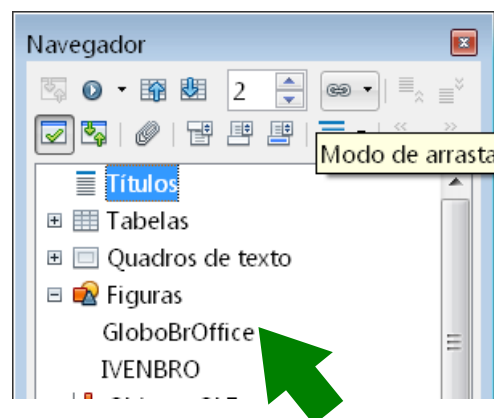 Navegador
2
Modo de arrasta
Títulos
Tabelas
Quadros de texto
Figuras
GloboBrOffice
IVENBRO